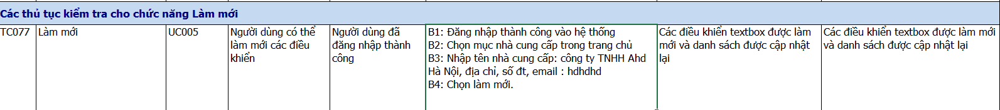 Các thủ tục kiểm tra cho chức năng Làm mới
TC077
Làm mới
UC005
Người dùng có thể
làm mới các điều
khiển
Người dùng đã
đăng nhập thành
công
B1: Đăng nhập thành công vào hệ thống
B2: Chọn mục nhà cung cấp trong trang chủ
B3: Nhập tên nhà cung cấp: công ty TNHH Ahd
Hà Nội, địa chỉ, số đt, email : hdhdhd
B4: Chọn làm mới.
Các điều khiển textbox được làm
mới và danh sách được cập nhật
lại
Các điều khiển textbox được làm mới
và danh sách được cập nhật lại